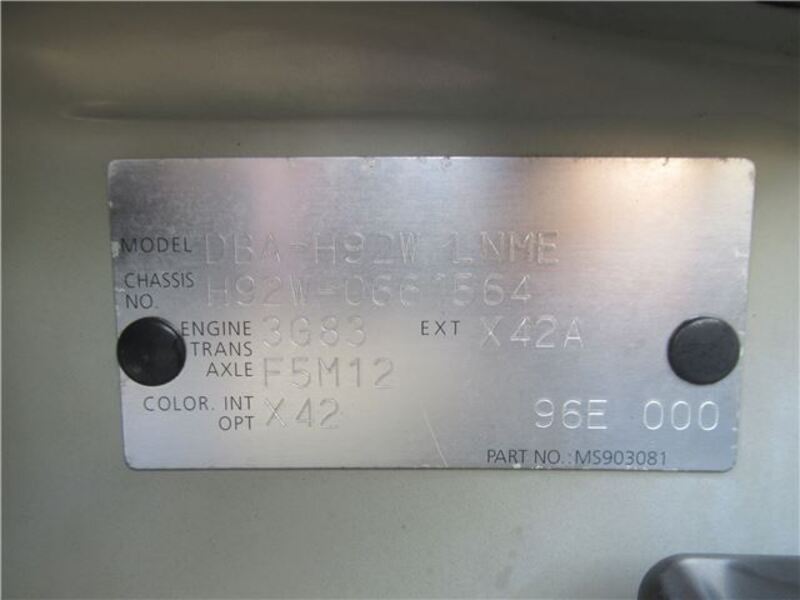 MODEL DBA-H92W LNME
CHASSIS NO. H92W-0661564
ENGINE 3G83 EXT X42A
TRANS AXLE F5M12
COLOR. INT X42
OPT 96E 000
PART NO.:MS903081